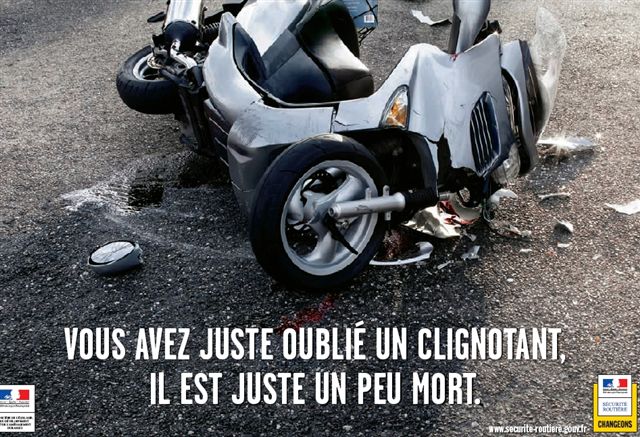 VOUS AVEZ JUSTE OUBLIÉ UN CLIGNOTANT,
IL EST JUSTE UN PEU MORT.
www.securite-routiere.gouv.fr
SÉCURITÉ
ROUTIÈRE
CHANGEONS